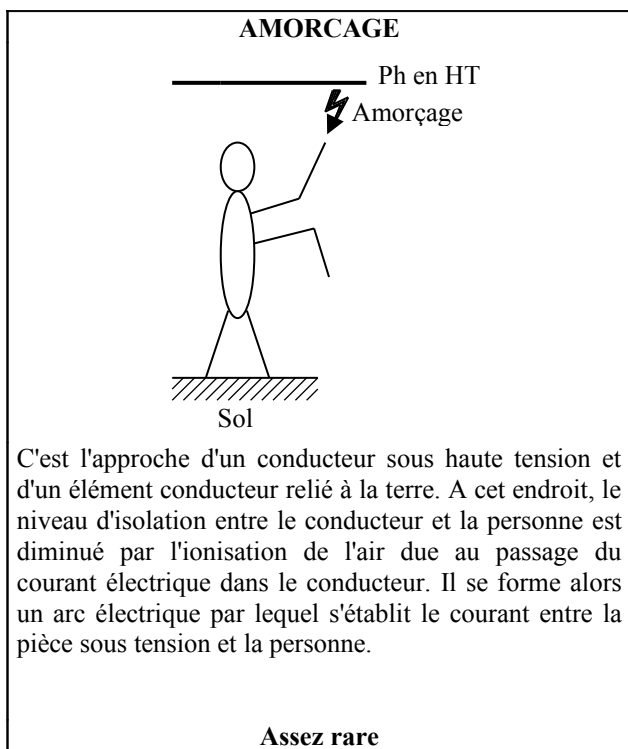 AMORCAGE
Ph en HT
Amorçage
Sol
C'est l'approche d'un conducteur sous haute tension et
d'un élément conducteur relié à la terre. A cet endroit, le
niveau d'isolation entre le conducteur et la personne est
diminué par l'ionisation de l'air due au passage du
courant électrique dans le conducteur. Il se forme alors
un arc électrique par lequel s'établit le courant entre la
pièce sous tension et la personne.
Assez rare